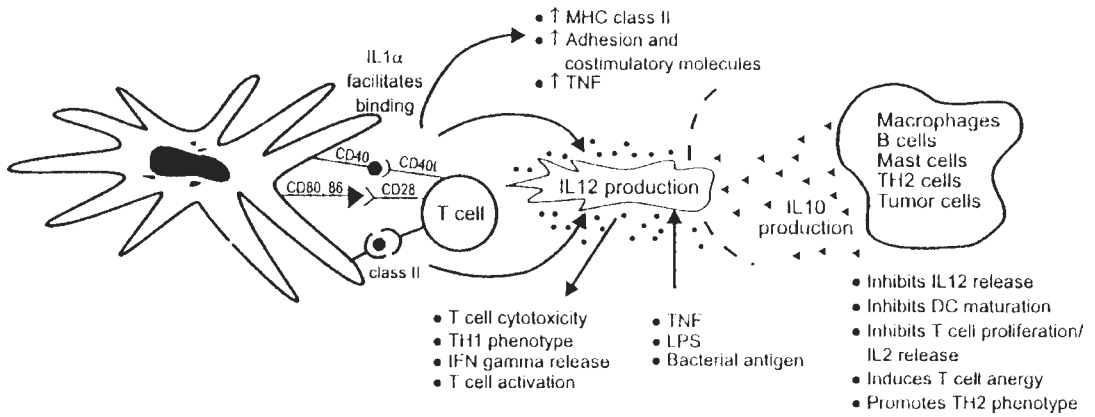 • ↑ MHC class II
• ↑ Adhesion and
costimulatory molecules
• ↑ TNF
IL1α
facilitates
binding
CD40
CD40L
CD80, 86
CD28
T cell
class II
IL12 production
IL10
production
Macrophages
B cells
Mast cells
TH2 cells
Tumor cells
• T cell cytotoxicity
• TH1 phenotype
• IFN gamma release
• T cell activation
• TNF
• LPS
• Bacterial antigen
• Inhibits IL12 release
• Inhibits DC maturation
• Inhibits T cell proliferation/
IL2 release
• Induces T cell anergy
• Promotes TH2 phenotype